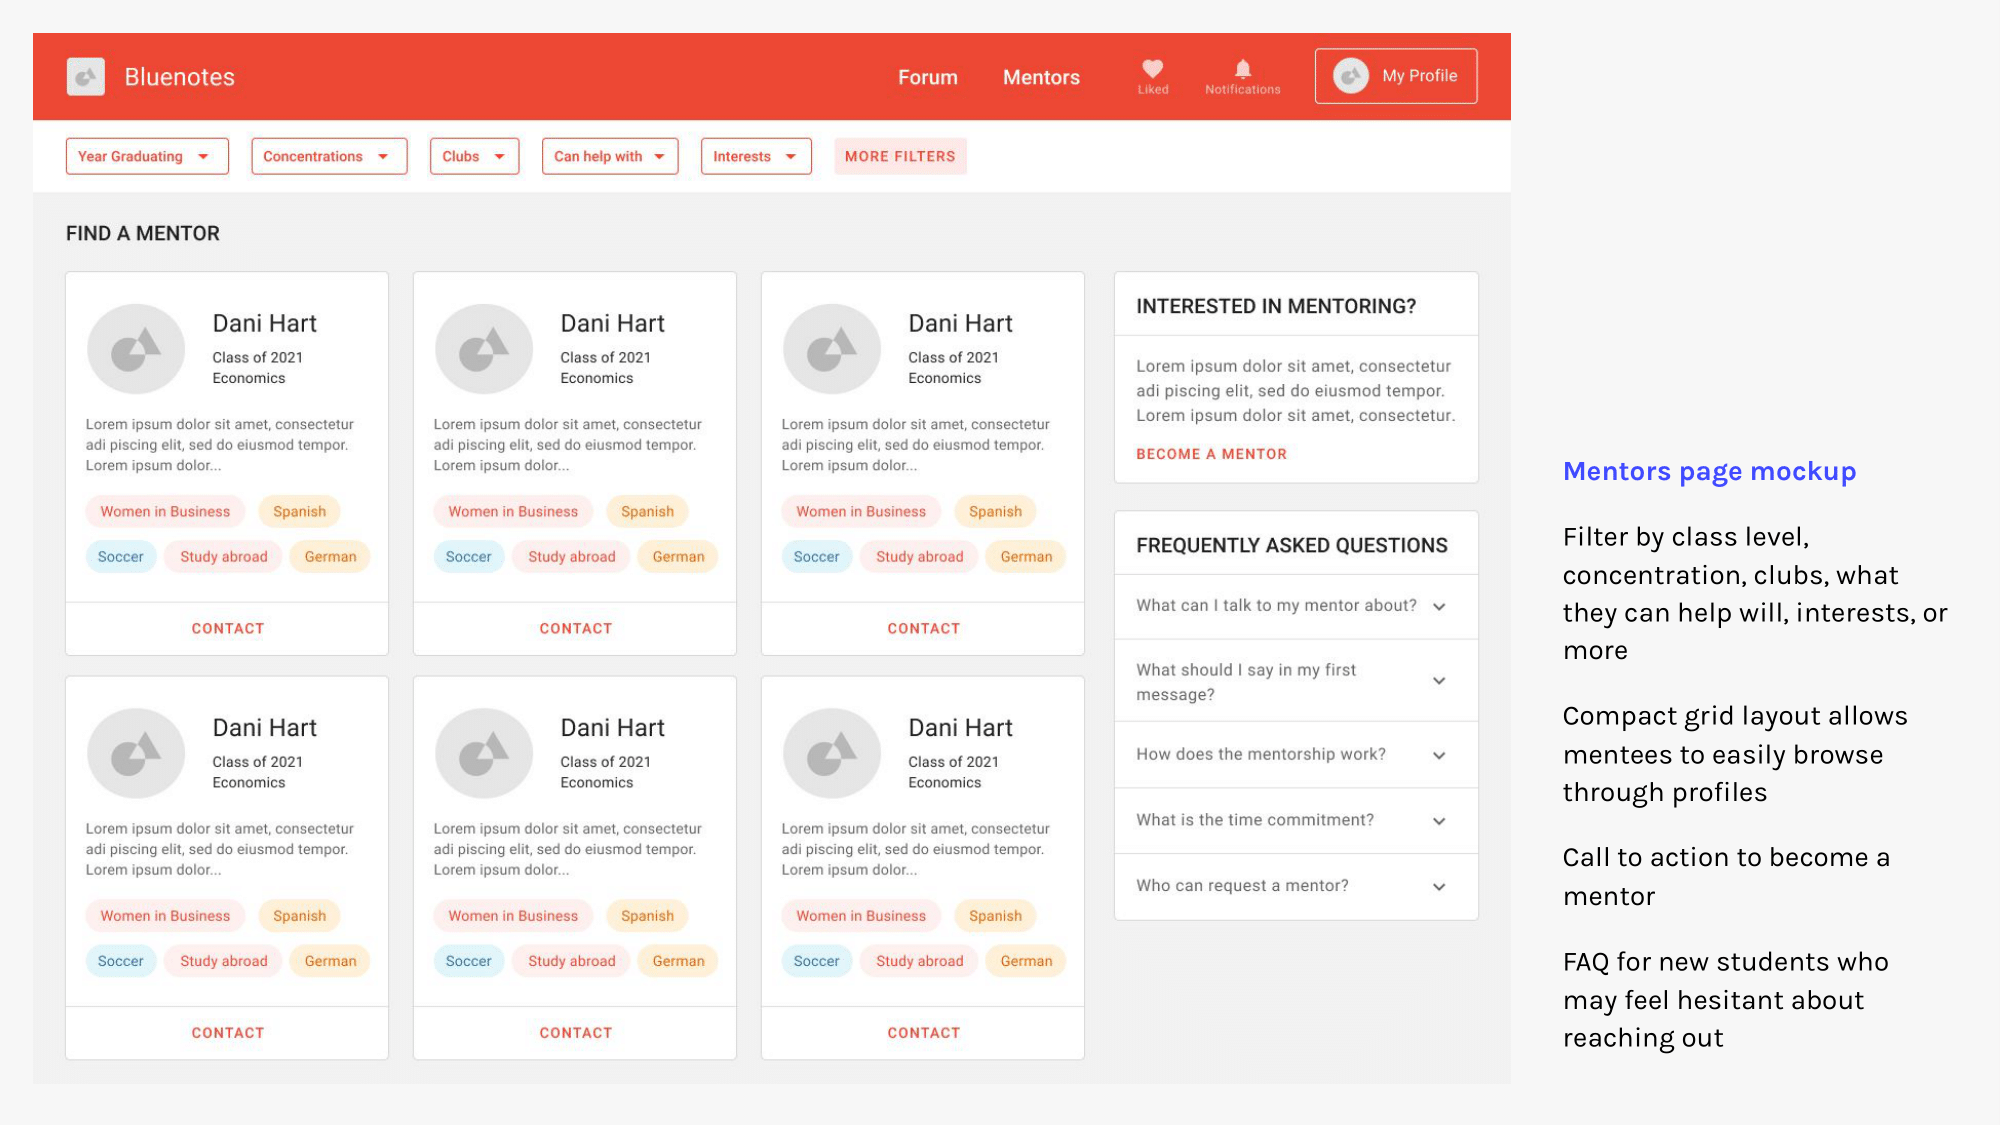 Bluenotes
Forum
Mentors
Liked
Notifications
My Profile
Year Graduating
Concentrations
Clubs
Can help with
Interests
MORE FILTERS
FIND A MENTOR
Dani Hart
Class of 2021
Economics
Lorem ipsum dolor sit amet, consectetur
adi piscing elit, sed do eiusmod tempor.
Lorem ipsum dolor...
Women in Business
Spanish
Soccer
Study abroad
German
CONTACT
Dani Hart
Class of 2021
Economics
Lorem ipsum dolor sit amet, consectetur
adi piscing elit, sed do eiusmod tempor.
Lorem ipsum dolor...
Women in Business
Spanish
Soccer
Study abroad
German
CONTACT
Dani Hart
Class of 2021
Economics
Lorem ipsum dolor sit amet, consectetur
adi piscing elit, sed do eiusmod tempor.
Lorem ipsum dolor...
Women in Business
Spanish
Soccer
Study abroad
German
CONTACT
Dani Hart
Class of 2021
Economics
Lorem ipsum dolor sit amet, consectetur
adi piscing elit, sed do eiusmod tempor.
Lorem ipsum dolor...
Women in Business
Spanish
Soccer
Study abroad
German
CONTACT
Dani Hart
Class of 2021
Economics
Lorem ipsum dolor sit amet, consectetur
adi piscing elit, sed do eiusmod tempor.
Lorem ipsum dolor...
Women in Business
Spanish
Soccer
Study abroad
German
CONTACT
Dani Hart
Class of 2021
Economics
Lorem ipsum dolor sit amet, consectetur
adi piscing elit, sed do eiusmod tempor.
Lorem ipsum dolor...
Women in Business
Spanish
Soccer
Study abroad
German
CONTACT
INTERESTED IN MENTORING?
Lorem ipsum dolor sit amet, consectetur
adi piscing elit, sed do eiusmod tempor.
Lorem ipsum dolor sit amet, consectetur.
BECOME A MENTOR
FREQUENTLY ASKED QUESTIONS
What can I talk to my mentor about?
What should I say in my first
message?
How does the mentorship work?
What is the time commitment?
Who can request a mentor?
Mentors page mockup
Filter by class level,
concentration, clubs, what
they can help will, interests, or
more
Compact grid layout allows
mentees to easily browse
through profiles
Call to action to become a
mentor
FAQ for new students who
may feel hesitant about
reaching out